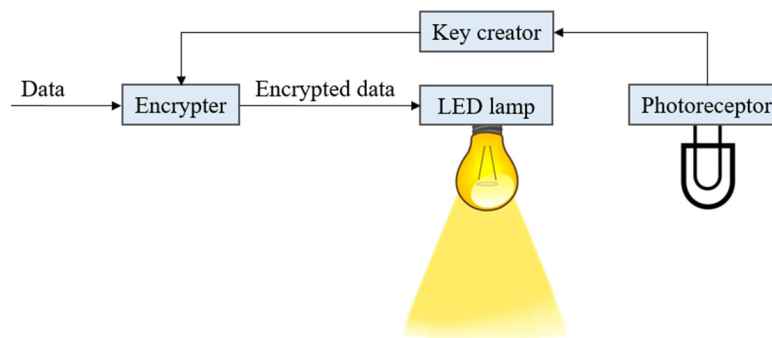 Key creator
Data
Encrypter
Encrypted data
LED lamp
Photoreceptor